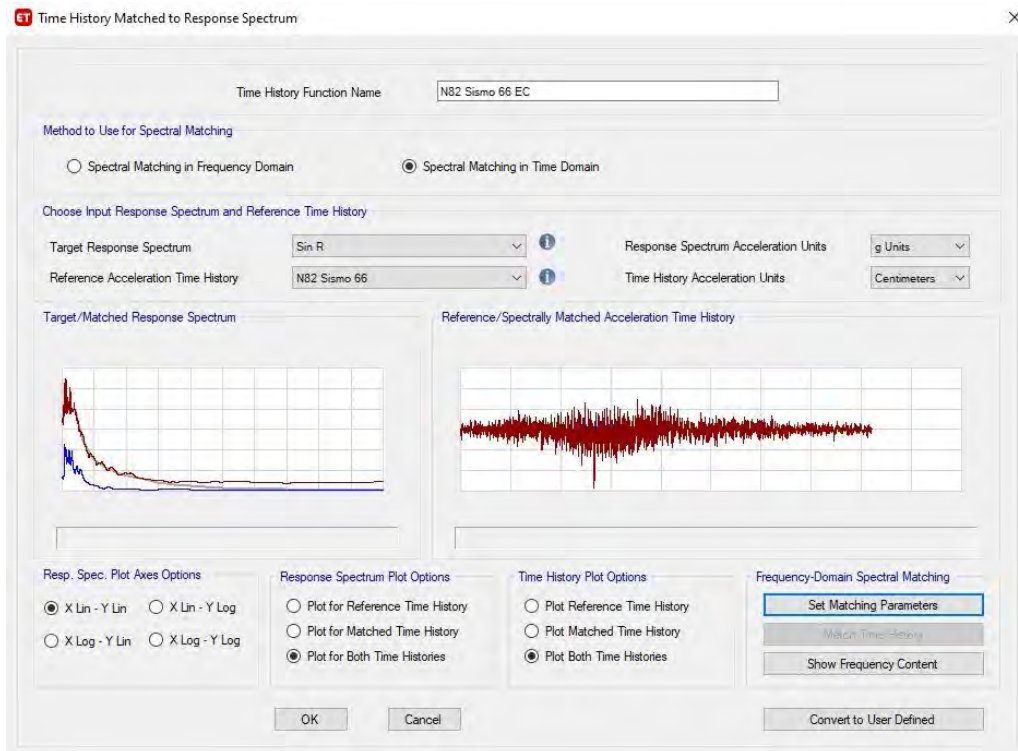 ET Time History Matched to Response Spectrum
Time History Function Name N82 Sismo 66 EC
Method to Use for Spectral Matching
Spectral Matching in Frequency Domain Spectral Matching in Time Domain
Choose Input Response Spectrum and Reference Time History
Target Response Spectrum Sin R Response Spectrum Acceleration Units g Units
Reference Acceleration Time History N82 Sismo 66 Time History Acceleration Units Centimeters
Target/Matched Response Spectrum Reference/Spectrally Matched Acceleration Time History
Resp. Spec. Plot Axes Options
X Lin - Y Lin X Lin - Y Log
X Log - Y Lin X Log - Y Log
Response Spectrum Plot Options
Plot for Reference Time History
Plot for Matched Time History
Plot for Both Time Histories
Time History Plot Options
Plot Reference Time History
Plot Matched Time History
Plot Both Time Histories
Frequency-Domain Spectral Matching
Set Matching Parameters
Match Time History
Show Frequency Content
OK Cancel Convert to User Defined